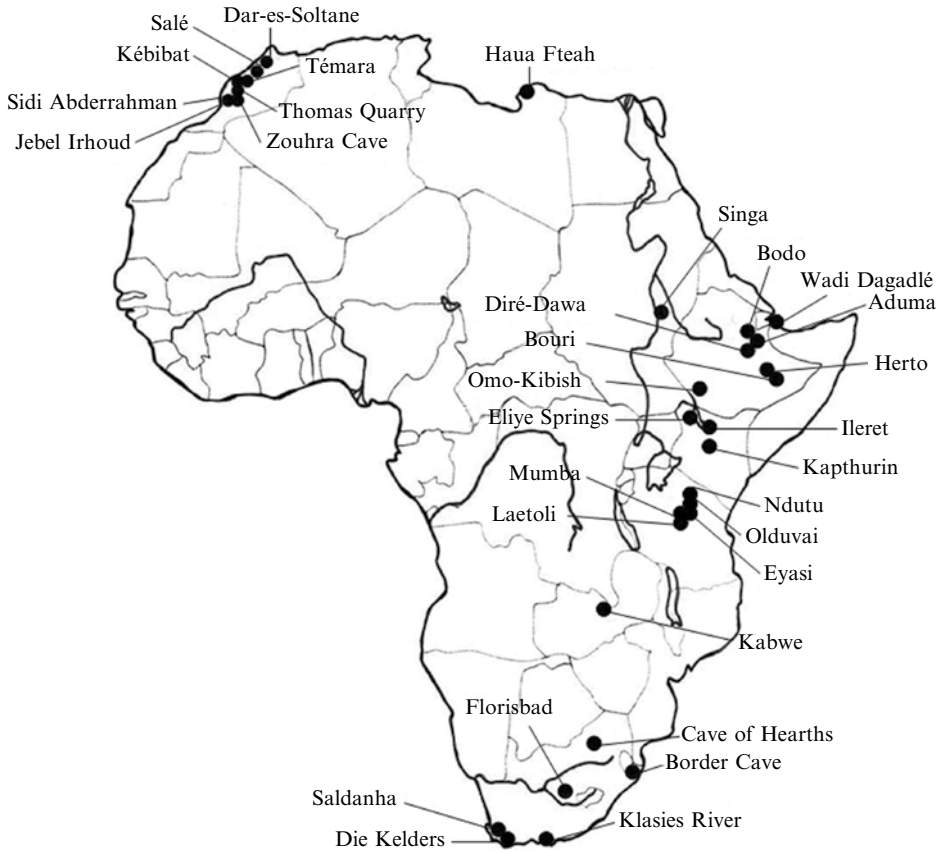 Dar-es-Soltane
Salé
Kébibat
Témara
Haua Fteah
Sidi Abderrahman
Thomas Quarry
Jebel Irhoud
Zouhra Cave
Singa
Bodo
Wadi Dagadlé
Diré-Dawa
Aduma
Bouri
Herto
Omo-Kibish
Eliye Springs
Ileret
Kapthurin
Mumba
Ndutu
Laetoli
Olduvai
Eyasi
Kabwe
Florisbad
Cave of Hearths
Border Cave
Saldanha
Klasies River
Die Kelders